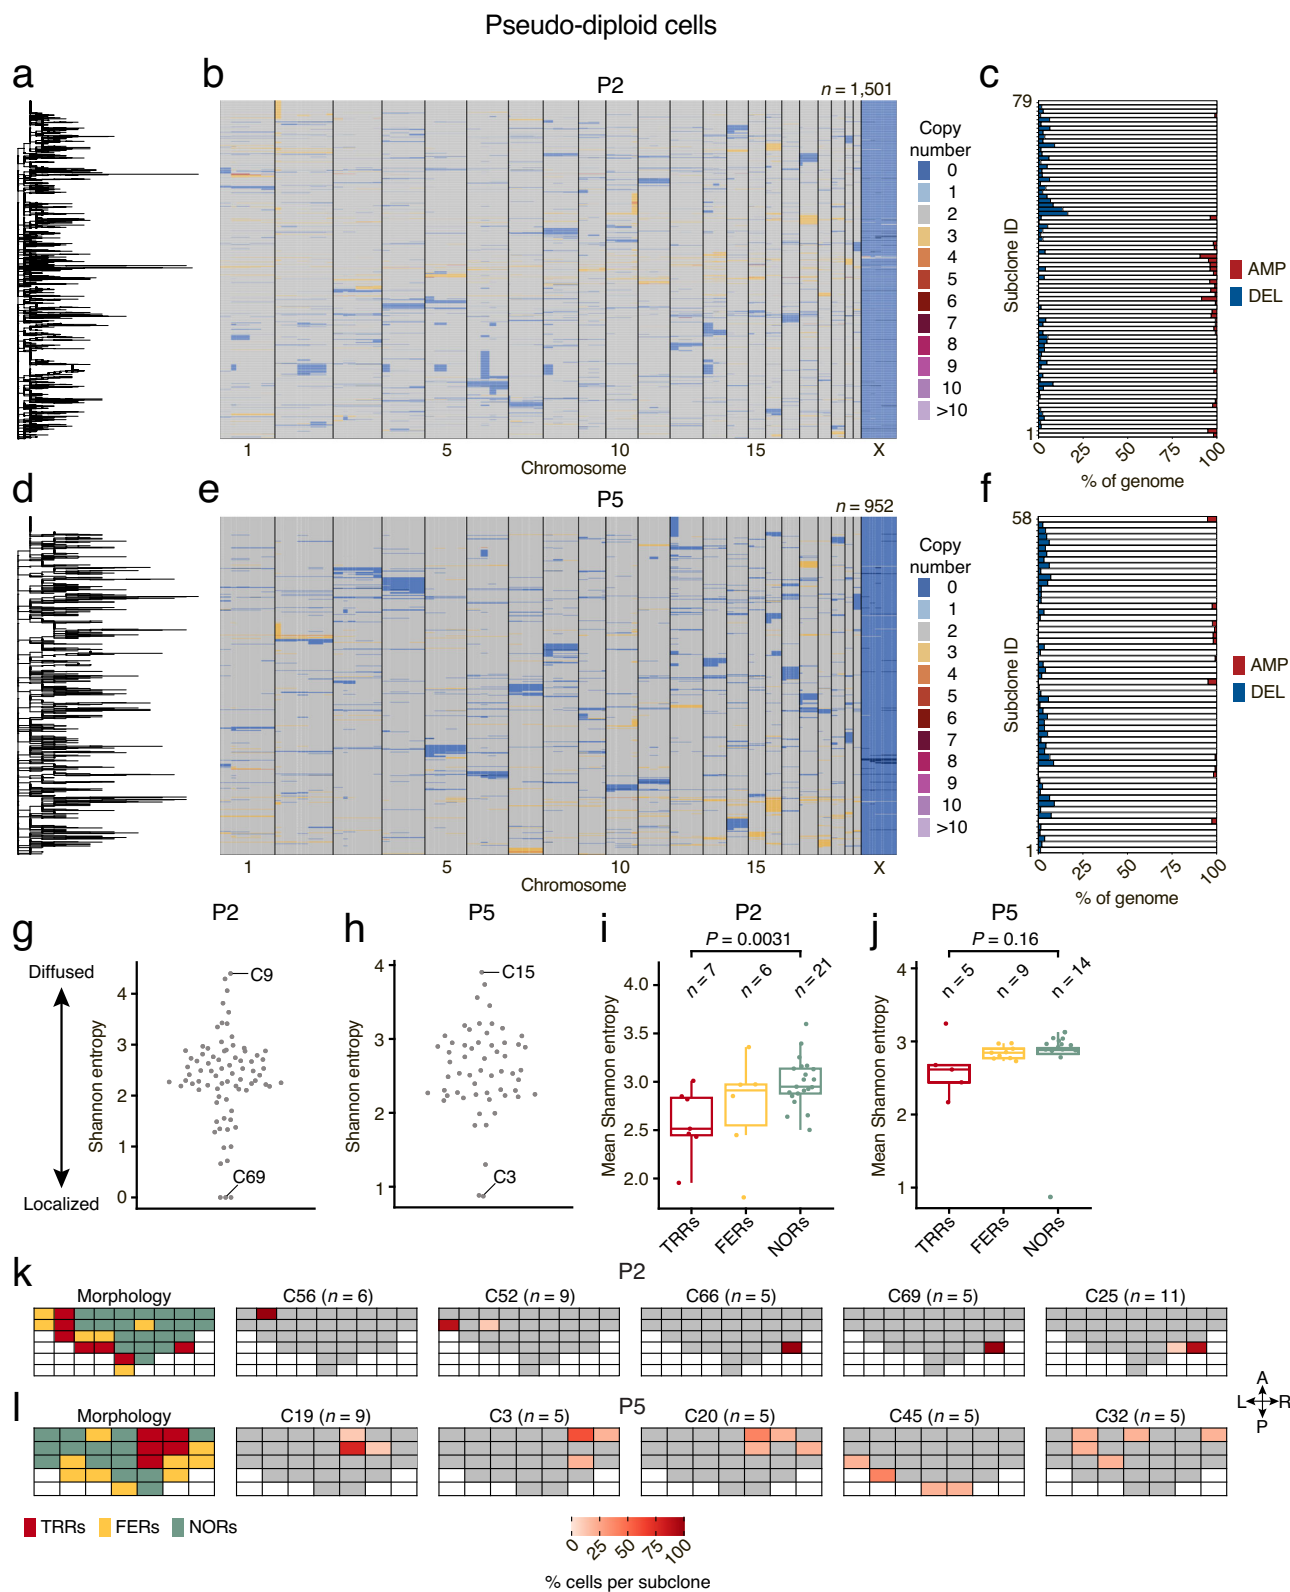 Pseudo-diploid cells
a
b
P2
n = 1,501
c
Copy
number
0
1
2
3
4
5
6
7
8
9
10
>10
1
5
10
15
X
Chromosome
79
1
Subclone ID
0
25
50
75
100
% of genome
AMP
DEL
d
e
P5
n = 952
f
Copy
number
0
1
2
3
4
5
6
7
8
9
10
>10
1
5
10
15
X
Chromosome
58
1
Subclone ID
0
25
50
75
100
% of genome
AMP
DEL
g
P2
Diffused
Localized
Shannon entropy
4
3
2
1
0
C9
C69
h
P5
Shannon entropy
4
3
2
1
C15
C3
i
P2
P = 0.0031
n = 7
n = 6
n = 21
Mean Shannon entropy
4.0
3.5
3.0
2.5
2.0
TRRs
FERs
NORs
j
P5
P = 0.16
n = 5
n = 9
n = 14
Mean Shannon entropy
4
3
2
1
TRRs
FERs
NORs
k
P2
Morphology
C56 (n = 6)
C52 (n = 9)
C66 (n = 5)
C69 (n = 5)
C25 (n = 11)
A
L
R
P
l
P5
Morphology
C19 (n = 9)
C3 (n = 5)
C20 (n = 5)
C45 (n = 5)
C32 (n = 5)
TRRs
FERs
NORs
0
25
50
75
100
% cells per subclone